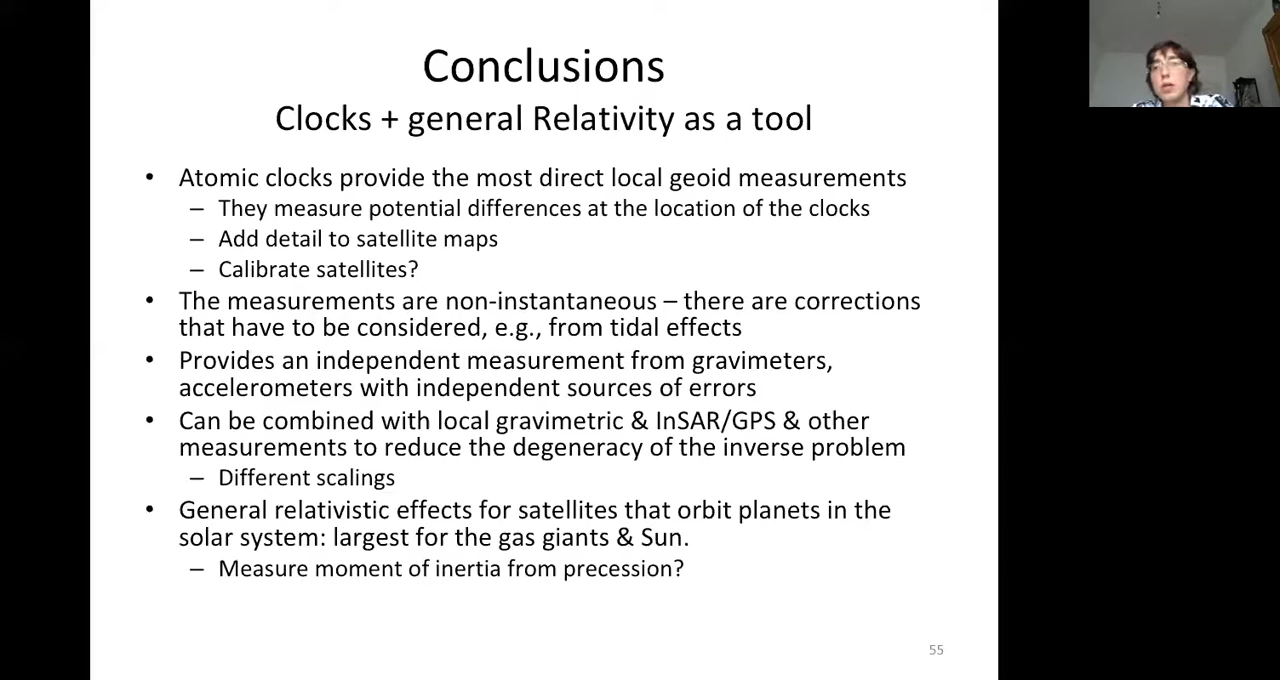 Conclusions
Clocks + general Relativity as a tool
• Atomic clocks provide the most direct local geoid measurements
– They measure potential differences at the location of the clocks
– Add detail to satellite maps
– Calibrate satellites?
• The measurements are non-instantaneous – there are corrections
that have to be considered, e.g., from tidal effects
• Provides an independent measurement from gravimeters,
accelerometers with independent sources of errors
• Can be combined with local gravimetric & InSAR/GPS & other
measurements to reduce the degeneracy of the inverse problem
– Different scalings
• General relativistic effects for satellites that orbit planets in the
solar system: largest for the gas giants & Sun.
– Measure moment of inertia from precession?
55